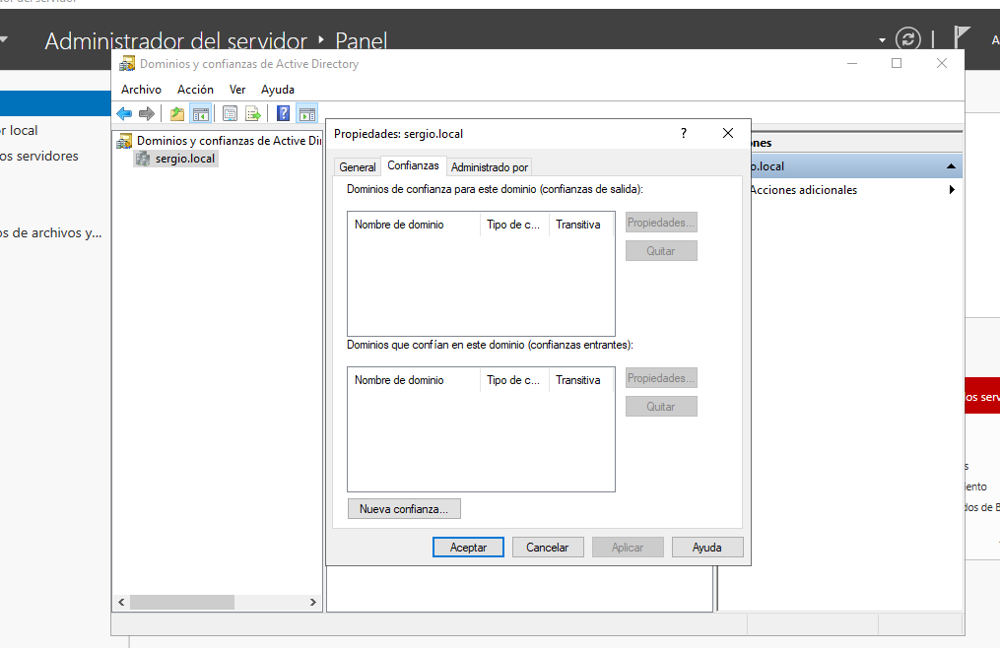 Administrador del servidor ‣ Panel
Dominios y confianzas de Active Directory
Archivo Acción Ver Ayuda
Dominios y confianzas de Active Dir
sergio.local
Propiedades: sergio.local
General Confianzas Administrado por
Dominios de confianza para este dominio (confianzas de salida):
Nombre de dominio Tipo de c... Transitiva
Propiedades...
Quitar
Dominios que confían en este dominio (confianzas entrantes):
Nombre de dominio Tipo de c... Transitiva
Propiedades...
Quitar
Nueva confianza...
Aceptar Cancelar Aplicar Ayuda
nes
o.local
Acciones adicionales
r local
os servidores
os de archivos y...
os serv
s
iento
dos de B